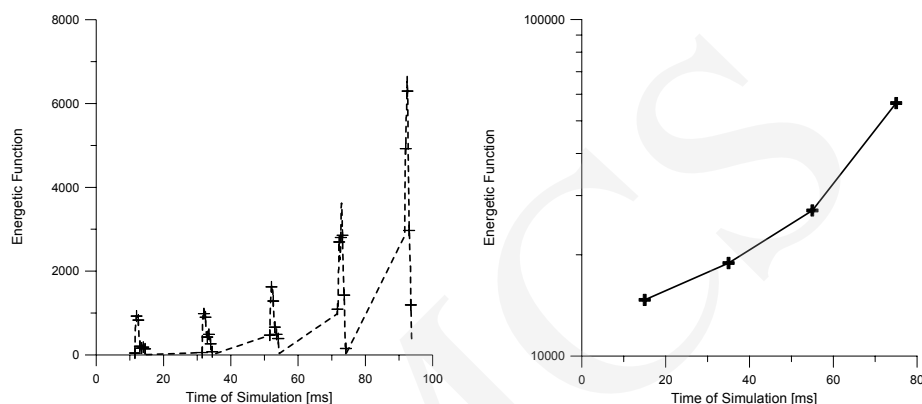 8000
6000
4000
2000
0
Energetic Function
0 20 40 60 80 100
Time of Simulation [ms]
100000
10000
Energetic Function
0 20 40 60 80
Time of Simulation [ms]
MCS